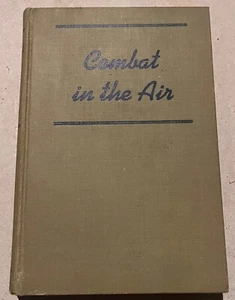 Combat
in the Air